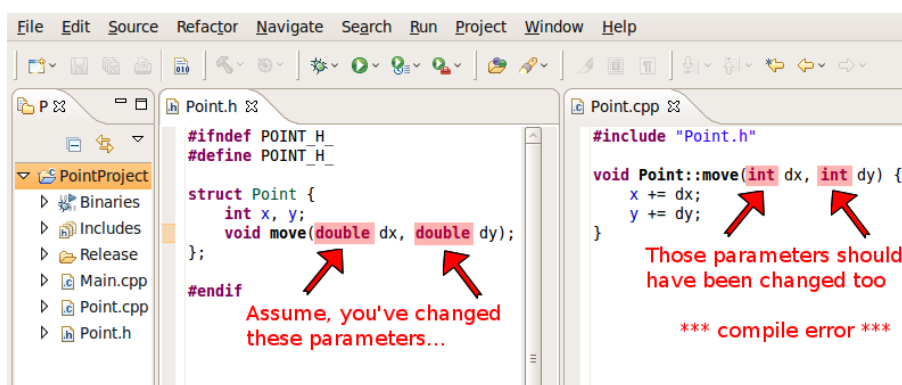 File Edit Source Refactor Navigate Search Run Project Window Help
P
PointProject
Binaries
Includes
Release
Main.cpp
Point.cpp
Point.h
Point.h
#ifndef POINT_H_
#define POINT_H_
struct Point {
int x, y;
void move(double dx, double dy);
};
#endif
Assume, you've changed
these parameters...
Point.cpp
#include "Point.h"
void Point::move(int dx, int dy) {
x += dx;
y += dy;
}
Those parameters should
have been changed too
*** compile error ***